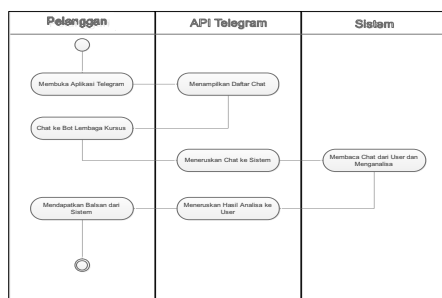 Pelanggan
API Telegram
Sistem
Membuka Aplikasi Telegram
Menampilkan Daftar Chat
Chat ke Bot Lembaga Kursus
Meneruskan Chat ke Sistem
Membaca Chat dari User dan
Menganalisa
Mendapatkan Balsan dari
Sistem
Meneruskan Hasil Analisa ke
User